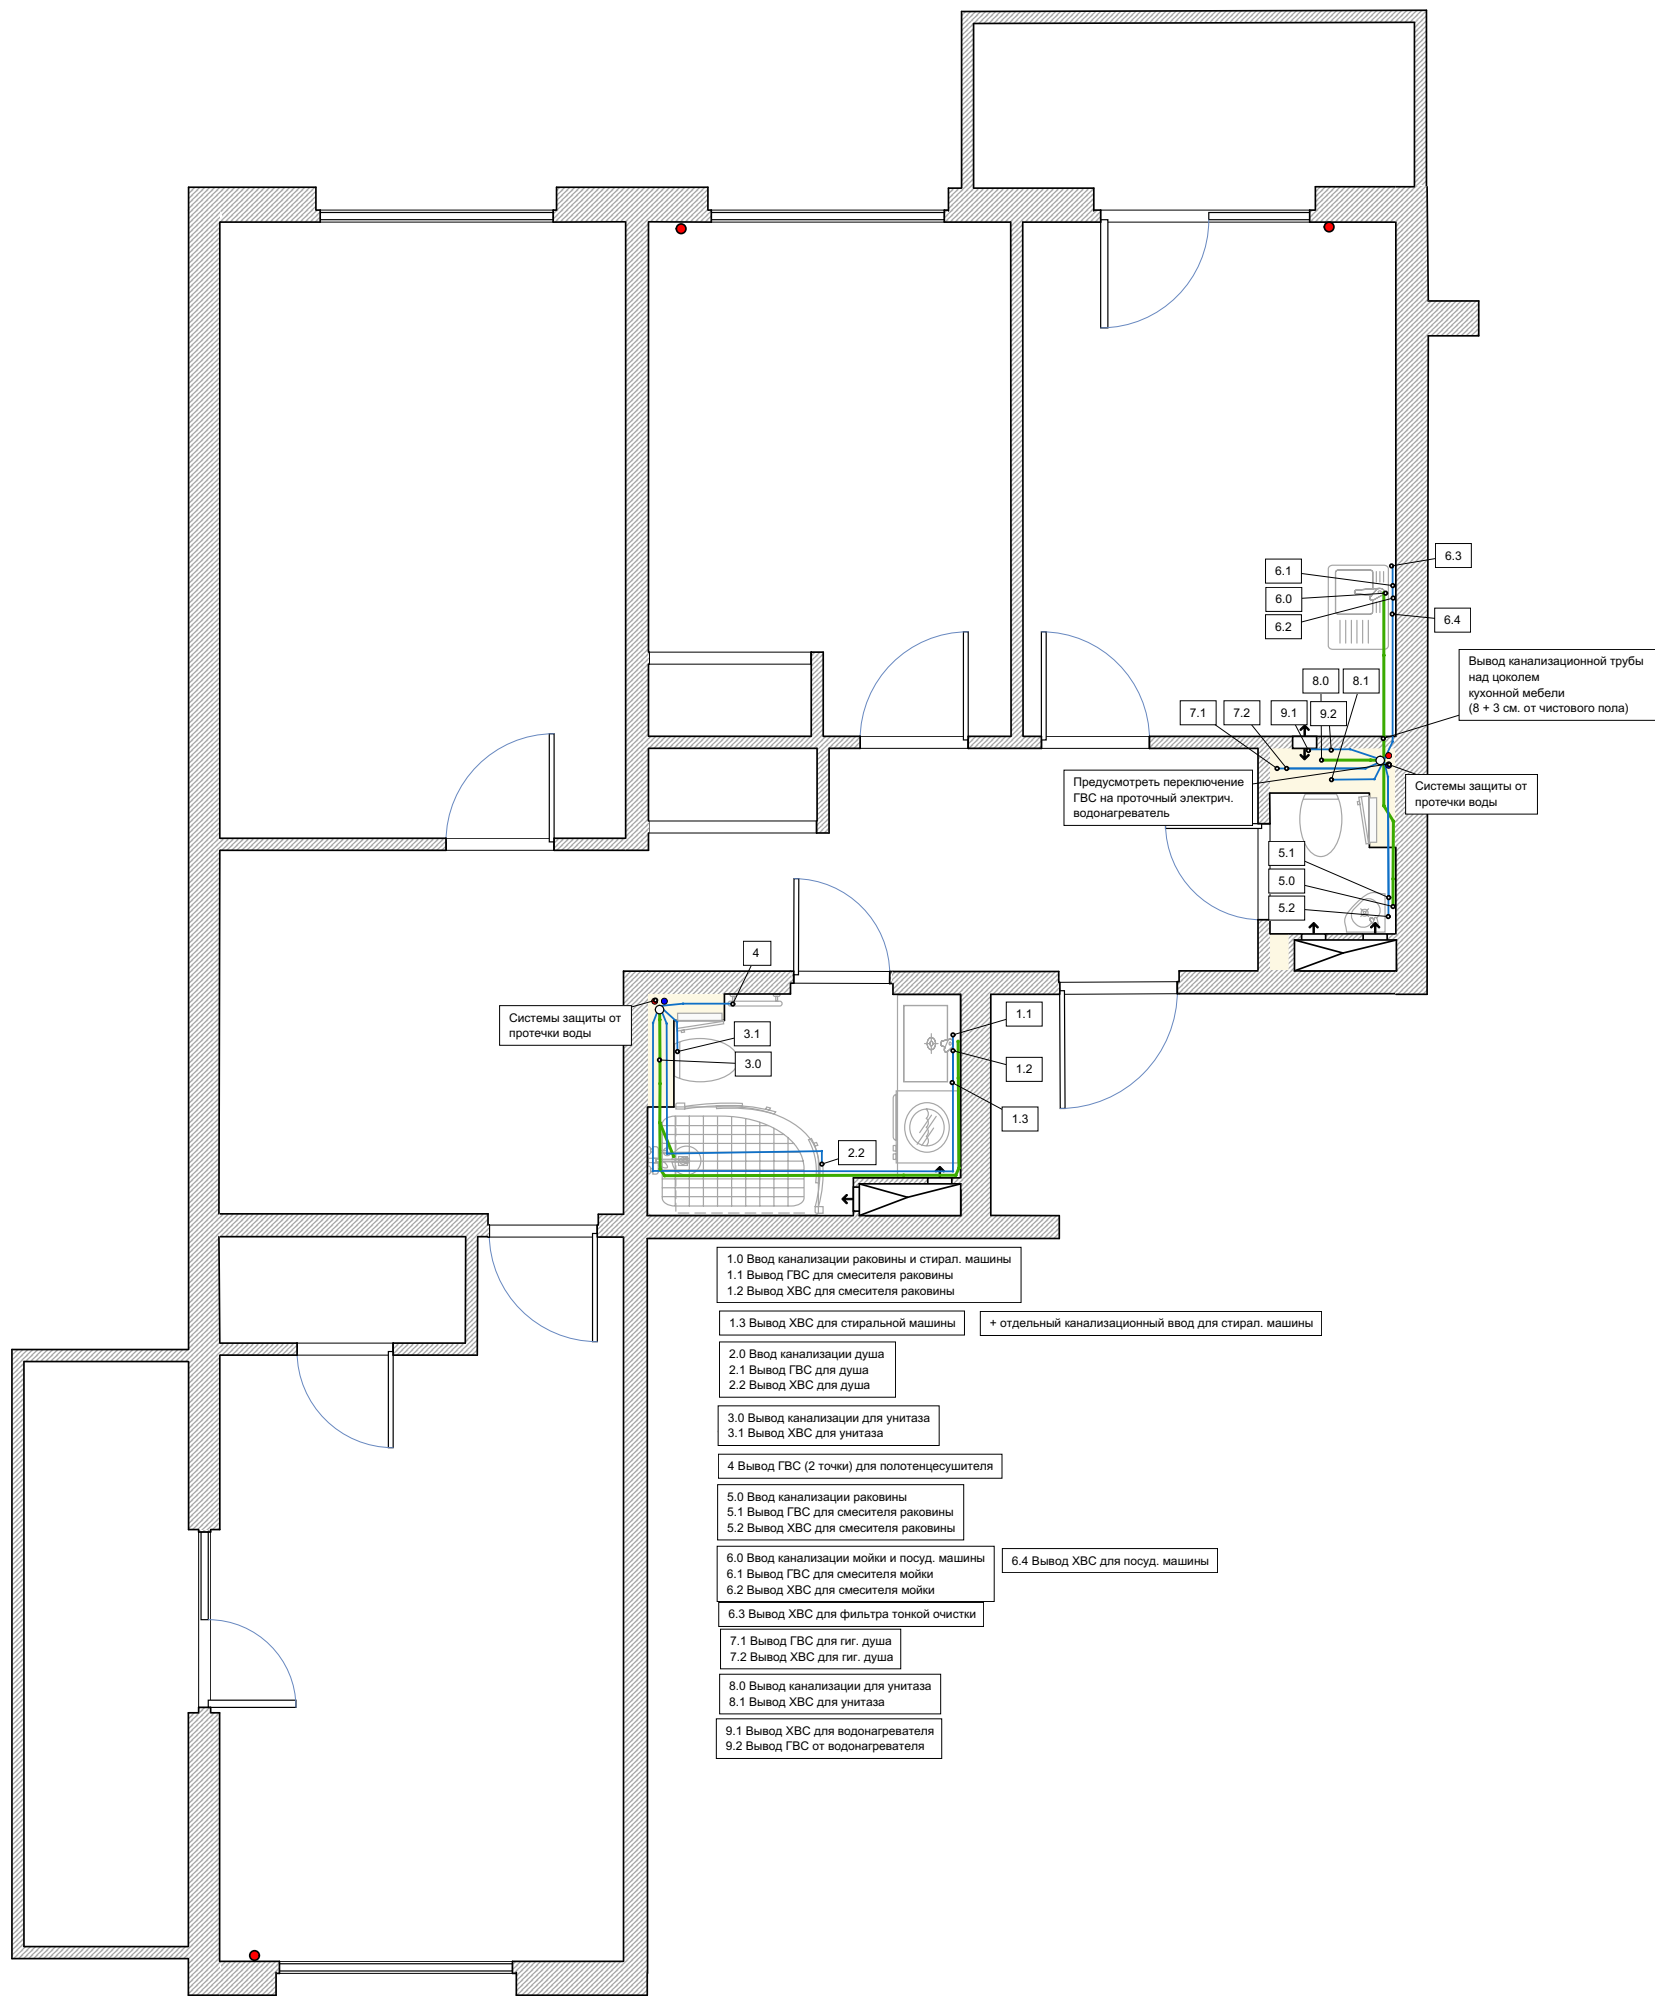 6.3
6.1
6.0
6.2
6.4
Вывод канализационной трубы
над цоколем
кухонной мебели
(8 + 3 см. от чистового пола)
8.0
8.1
7.1
7.2
9.1
9.2
Предусмотреть переключение
ГВС на проточный электрич.
водонагреватель
Системы защиты от
протечки воды
5.1
5.0
5.2
4
Системы защиты от
протечки воды
3.1
3.0
1.1
1.2
1.3
2.2
1.0 Ввод канализации раковины и стирал. машины
1.1 Вывод ГВС для смесителя раковины
1.2 Вывод ХВС для смесителя раковины
1.3 Вывод ХВС для стиральной машины
+ отдельный канализационный ввод для стирал. машины
2.0 Ввод канализации душа
2.1 Вывод ГВС для душа
2.2 Вывод ХВС для душа
3.0 Вывод канализации для унитаза
3.1 Вывод ХВС для унитаза
4 Вывод ГВС (2 точки) для полотенцесушителя
5.0 Ввод канализации раковины
5.1 Вывод ГВС для смесителя раковины
5.2 Вывод ХВС для смесителя раковины
6.0 Ввод канализации мойки и посуд. машины
6.1 Вывод ГВС для смесителя мойки
6.2 Вывод ХВС для смесителя мойки
6.4 Вывод ХВС для посуд. машины
6.3 Вывод ХВС для фильтра тонкой очистки
7.1 Вывод ГВС для гиг. душа
7.2 Вывод ХВС для гиг. душа
8.0 Вывод канализации для унитаза
8.1 Вывод ХВС для унитаза
9.1 Вывод ХВС для водонагревателя
9.2 Вывод ГВС от водонагревателя